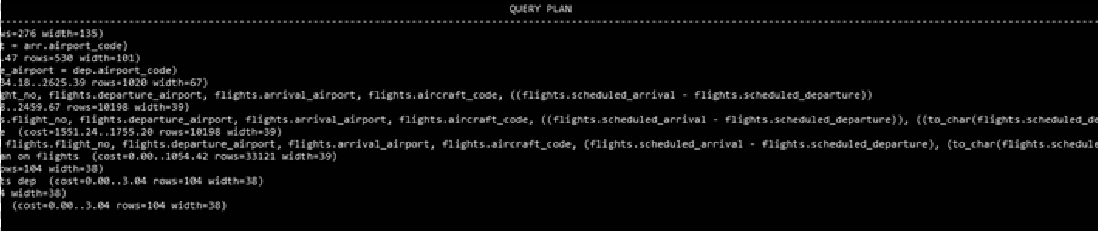 QUERY PLAN
ws=276 width=135)
t = arr.airport_code)
.47 rows=530 width=101)
e_airport = dep.airport_code)
84.18..2625.39 rows=1020 width=67)
ght_no, flights.departure_airport, flights.arrival_airport, flights.aircraft_code, ((flights.scheduled_arrival - flights.scheduled_departure))
8..2459.67 rows=10198 width=39)
s.flight_no, flights.departure_airport, flights.arrival_airport, flights.aircraft_code, ((flights.scheduled_arrival - flights.scheduled_departure)), ((to_char(flights.scheduled_de
e (cost=1551.24..1755.20 rows=10198 width=39)
flights.flight_no, flights.departure_airport, flights.arrival_airport, flights.aircraft_code, (flights.scheduled_arrival - flights.scheduled_departure), (to_char(flights.schedule
an on flights (cost=0.00..1054.42 rows=33121 width=39)
ows=104 width=38)
ts dep (cost=0.00..3.04 rows=104 width=38)
4 width=38)
(cost=0.00..3.04 rows=104 width=38)